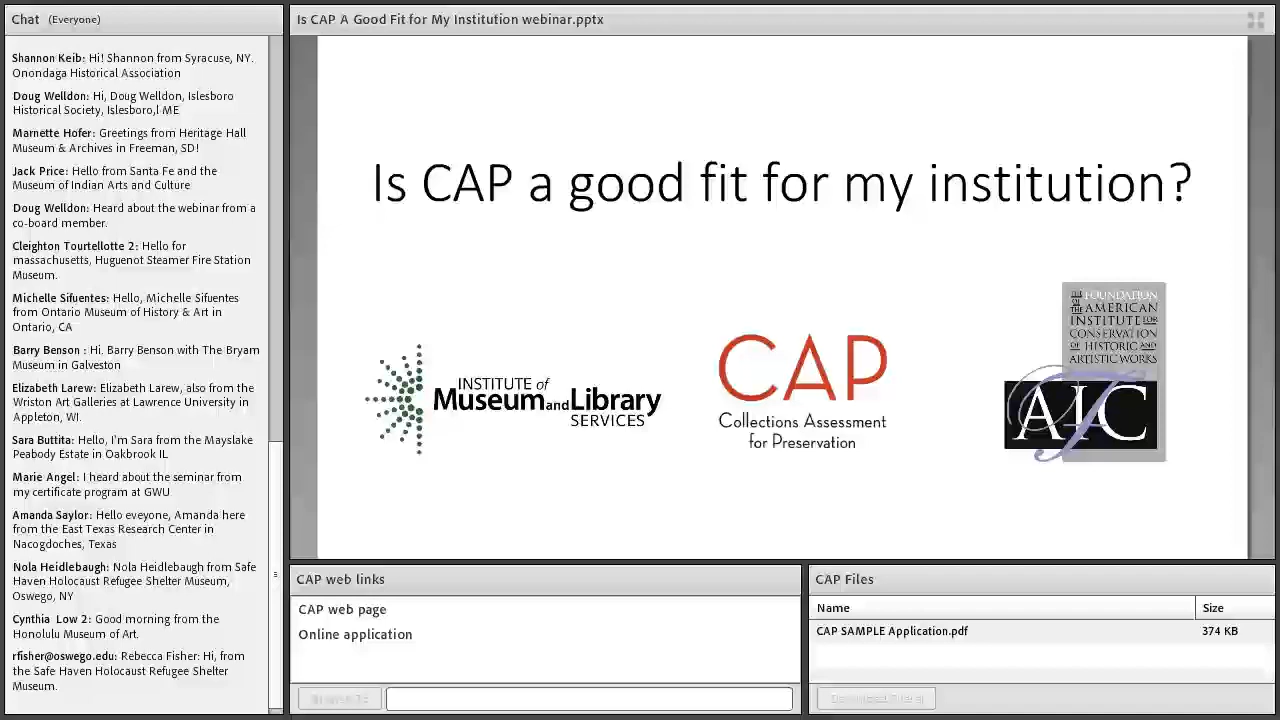 Chat (Everyone)
Shannon Keib: Hi! Shannon from Syracuse, NY.
Onondaga Historical Association
Doug Welldon: Hi, Doug Welldon, Islesboro
Historical Society, Islesboro,l ME
Marnette Hofer: Greetings from Heritage Hall
Museum & Archives in Freeman, SD!
Jack Price: Hello from Santa Fe and the
Museum of Indian Arts and Culture
Doug Welldon: Heard about the webinar from a
co-board member.
Cleighton Tourtellotte 2: Hello for
massachusetts, Huguenot Steamer Fire Station
Museum.
Michelle Sifuentes: Hello, Michelle Sifuentes
from Ontario Museum of History & Art in
Ontario, CA
Barry Benson : Hi, Barry Benson with The Bryam
Museum in Galveston
Elizabeth Larew: Elizabeth Larew, also from the
Wriston Art Galleries at Lawrence University in
Appleton, WI.
Sara Buttita: Hello, I'm Sara from the Mayslake
Peabody Estate in Oakbrook IL
Marie Angel: I heard about the seminar from
my certificate program at GWU
Amanda Saylor: Hello eveyone, Amanda here
from the East Texas Research Center in
Nacogdoches, Texas
Nola Heidlebaugh: Nola Heidlebaugh from Safe
Haven Holocaust Refugee Shelter Museum,
Oswego, NY
Cynthia Low 2: Good morning from the
Honolulu Museum of Art.
rfisher@oswego.edu: Rebecca Fisher: Hi, from
the Safe Haven Holocaust Refugee Shelter
Museum.
Is CAP A Good Fit for My Institution webinar.pptx
Is CAP a good fit for my institution?
INSTITUTE of
Museum and Library
SERVICES
CAP
Collections Assessment
for Preservation
THE FOUNDATION
OF THE AMERICAN
INSTITUTE FOR
CONSERVATION
OF HISTORIC AND
ARTISTIC WORKS
AIC
CAP web links
CAP web page
Online application
CAP Files
Name Size
CAP SAMPLE Application.pdf 374 KB